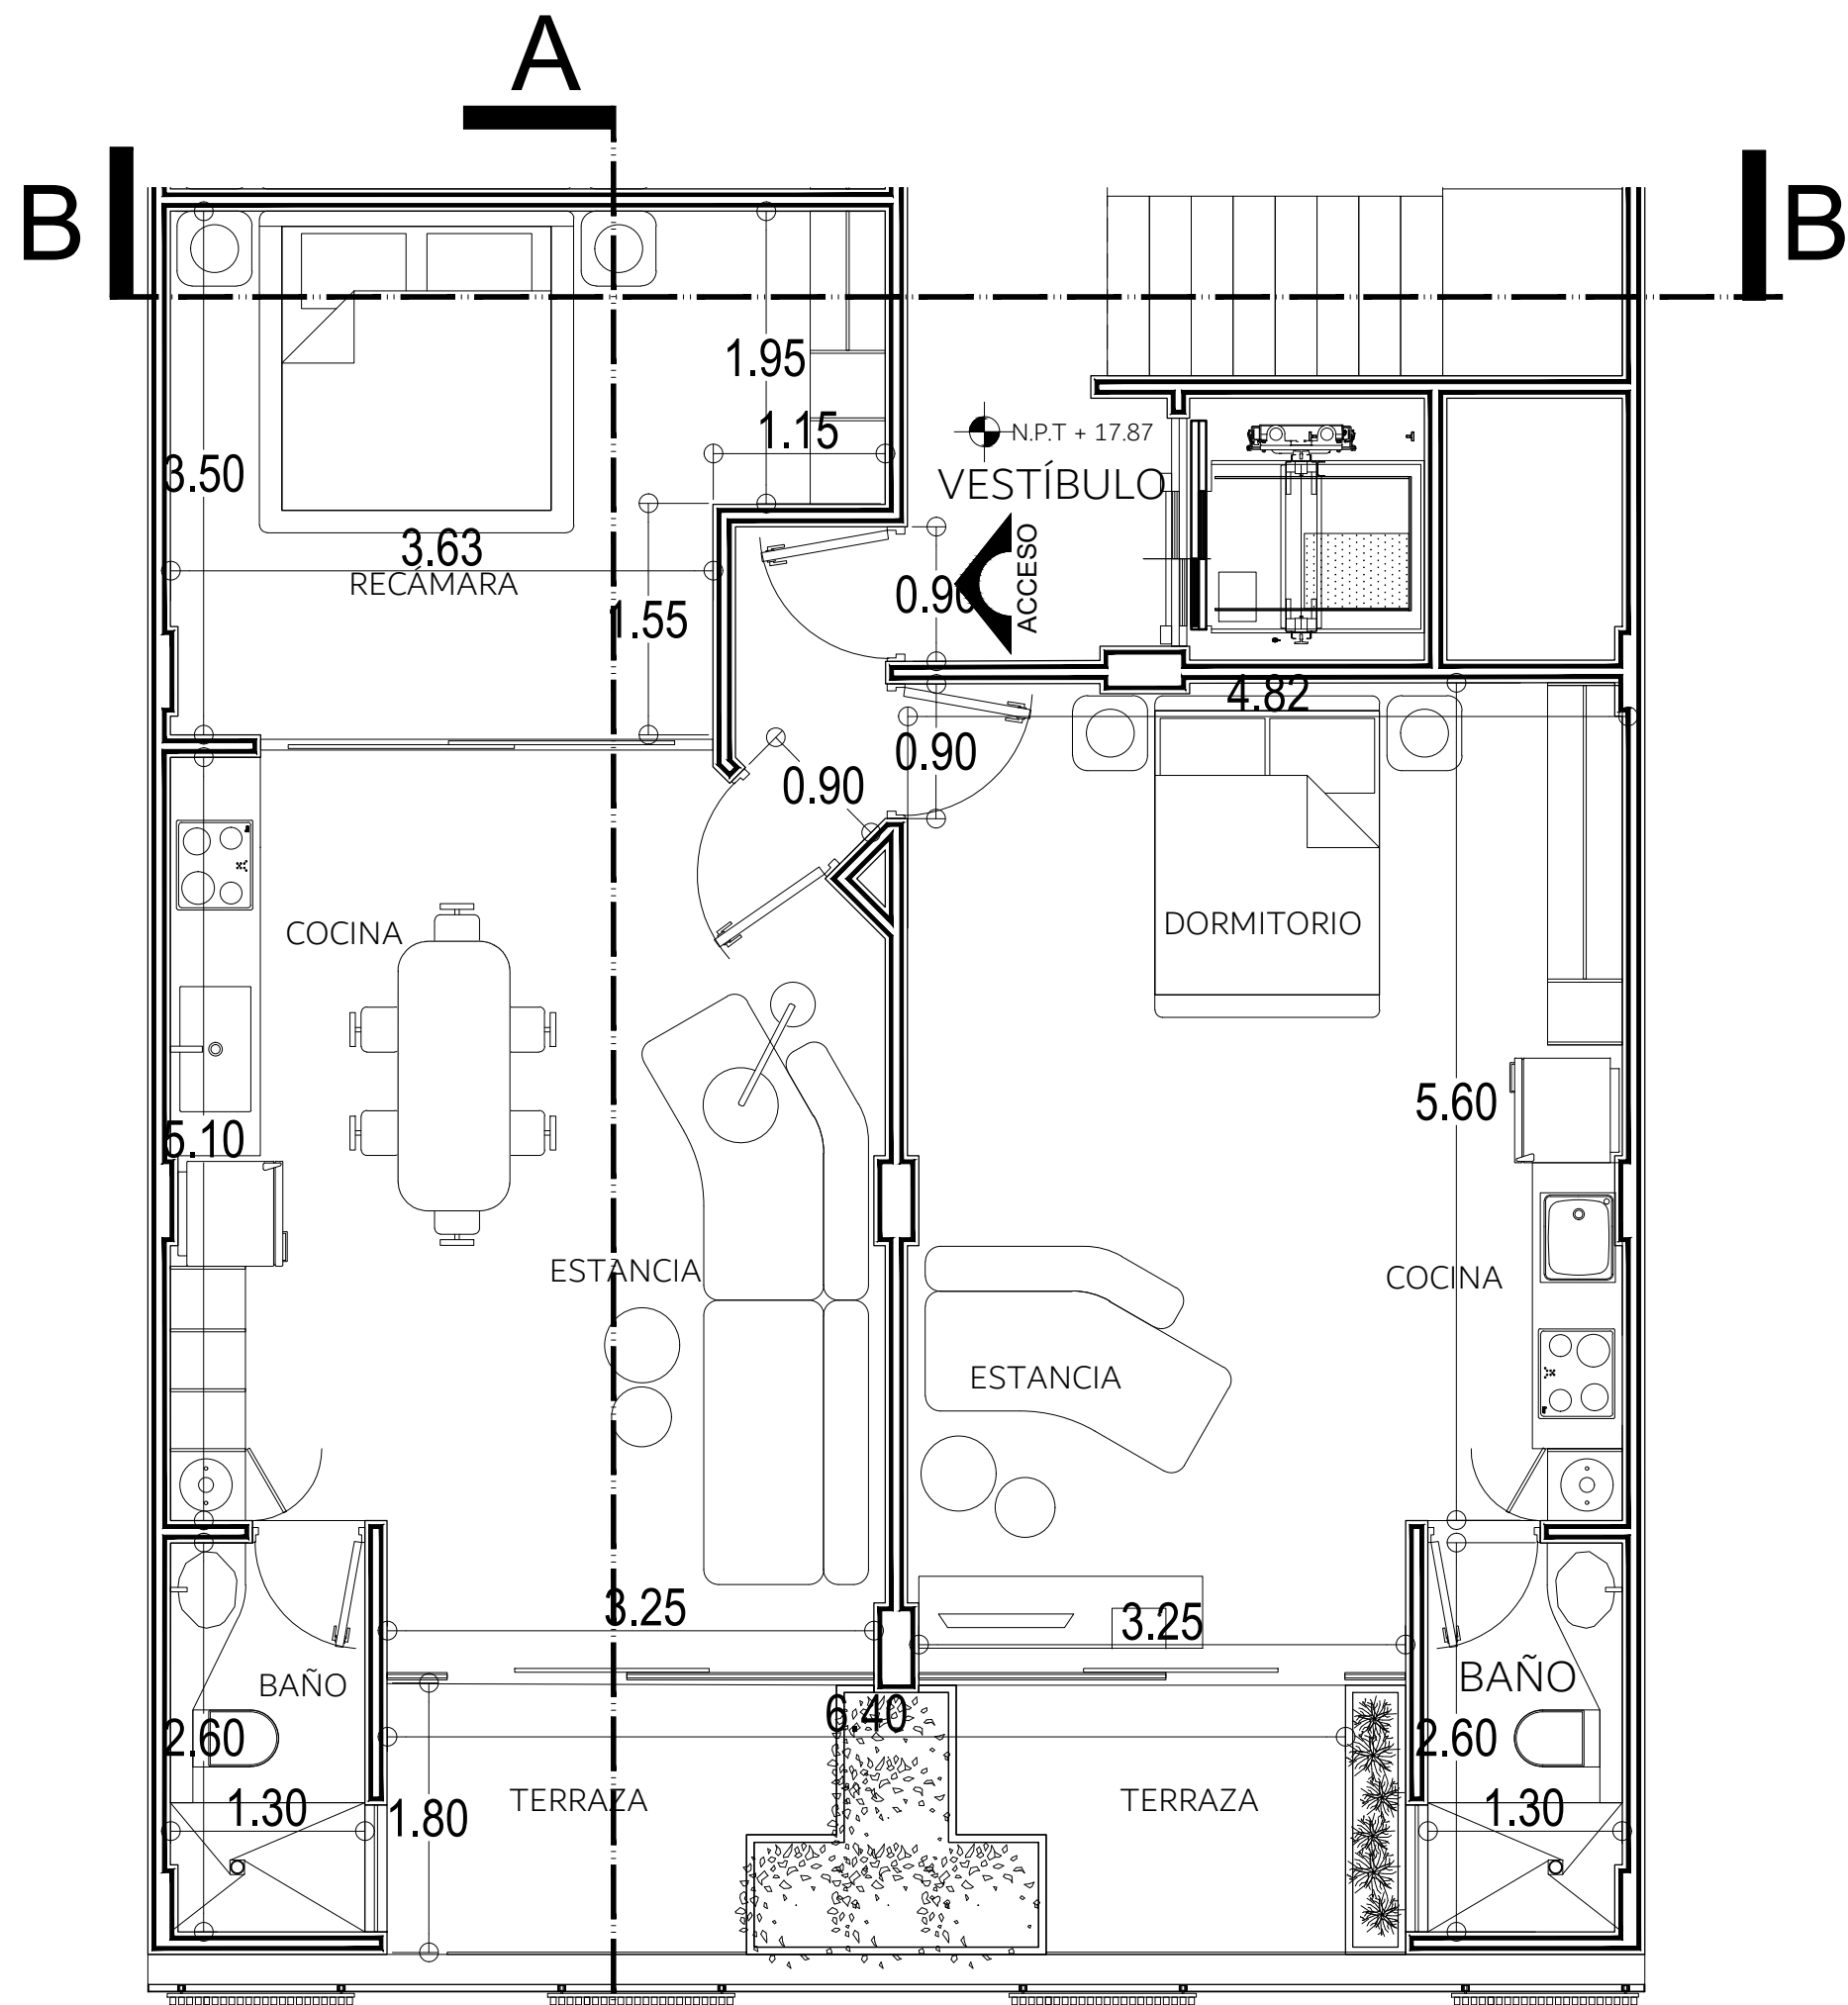 A
B
B
1.95
1.15
N.P.T + 17.87
3.50
VESTÍBULO
3.63
ACCESO
RECÁMARA
0.90
1.55
4.82
0.90
0.90
COCINA
DORMITORIO
5.60
5.10
ESTANCIA
COCINA
ESTANCIA
3.25
3.25
BAÑO
BAÑO
6.40
2.60
2.60
TERRAZA
TERRAZA
1.30
1.80
1.30